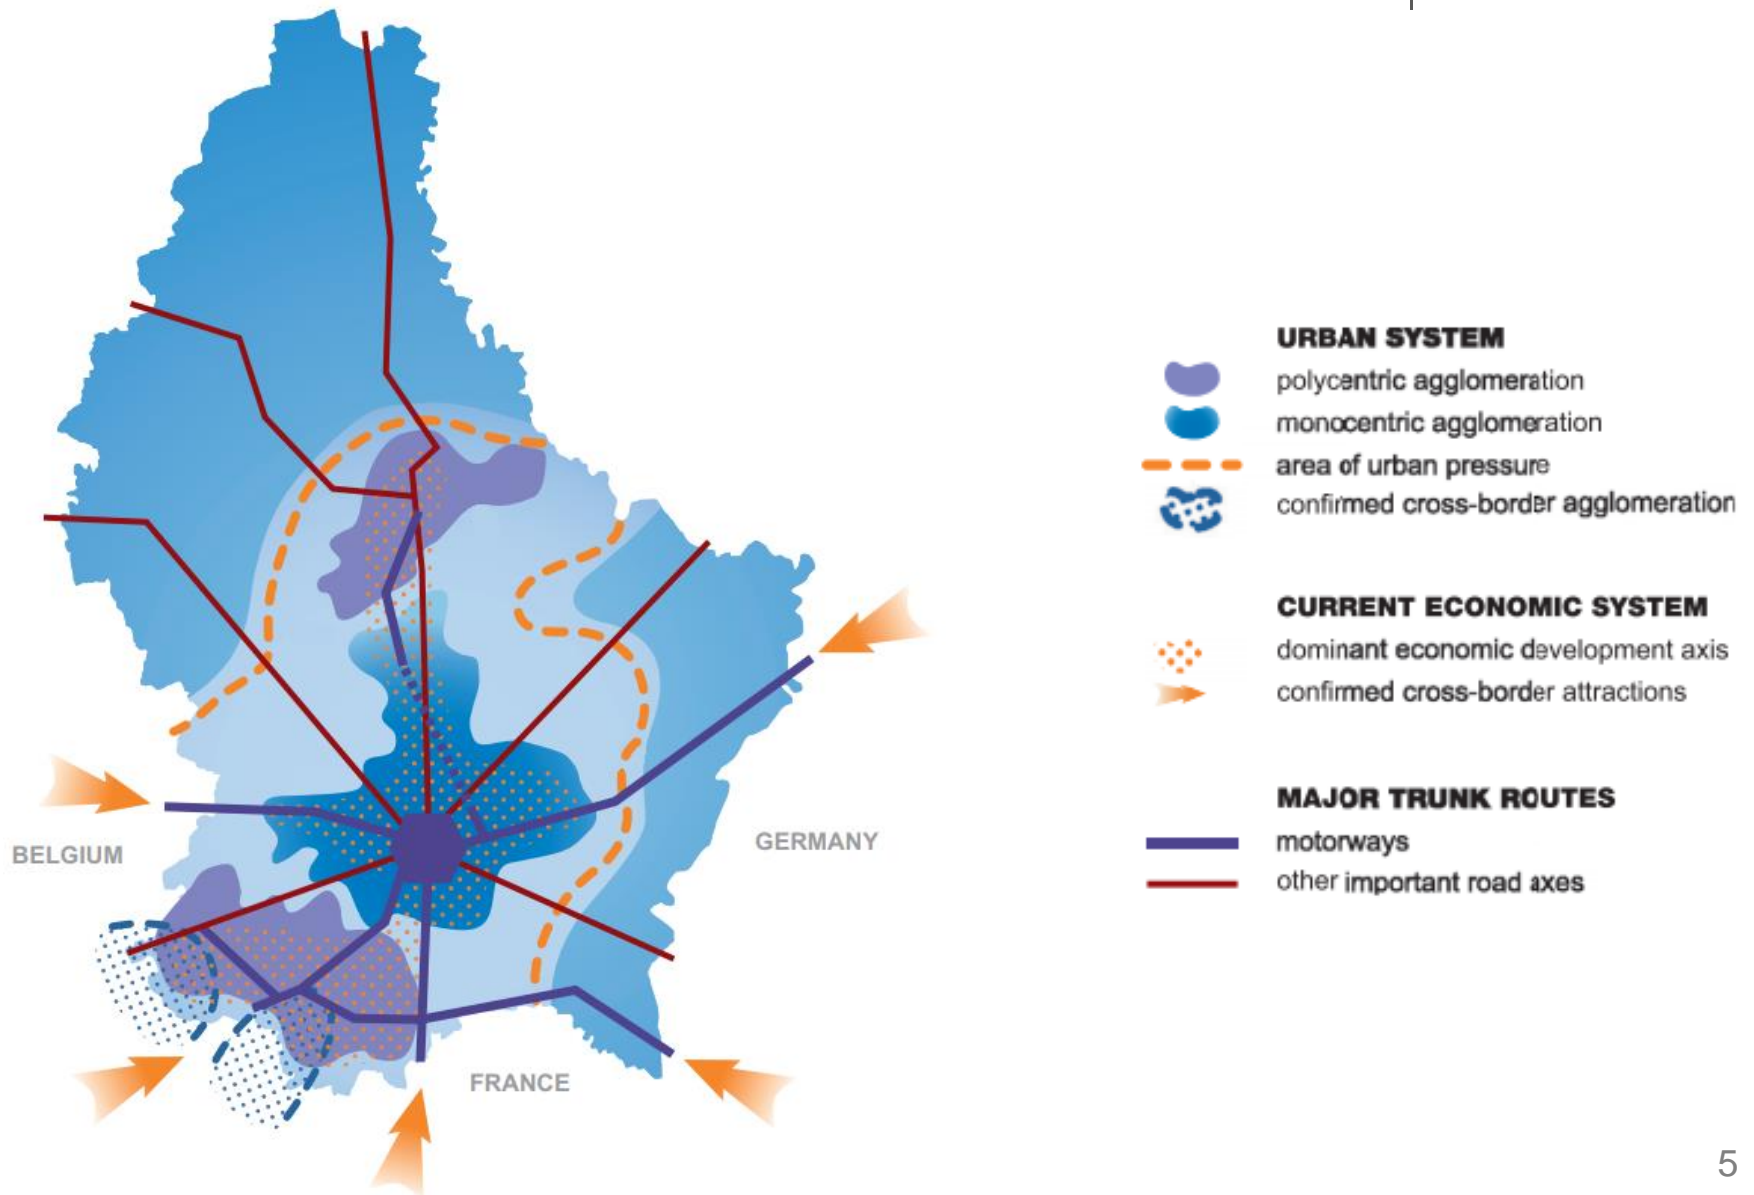 URBAN SYSTEM
polycentric agglomeration
monocentric agglomeration
area of urban pressure
confirmed cross-border agglomeration
CURRENT ECONOMIC SYSTEM
dominant economic development axis
confirmed cross-border attractions
MAJOR TRUNK ROUTES
motorways
other important road axes
BELGIUM
GERMANY
FRANCE
5